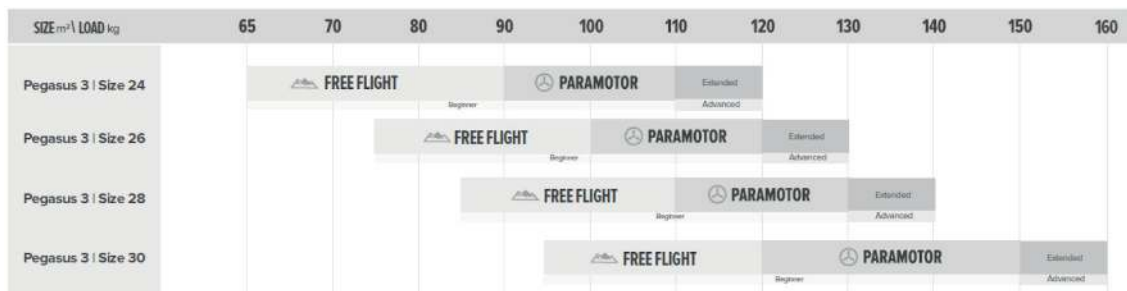 SIZE m² \ LOAD kg 65 70 80 90 100 110 120 130 140 150 160
Pegasus 3 | Size 24 FREE FLIGHT PARAMOTOR Extended
Beginner Advanced
Pegasus 3 | Size 26 FREE FLIGHT PARAMOTOR Extended
Beginner Advanced
Pegasus 3 | Size 28 FREE FLIGHT PARAMOTOR Extended
Beginner Advanced
Pegasus 3 | Size 30 FREE FLIGHT PARAMOTOR Extended
Beginner Advanced